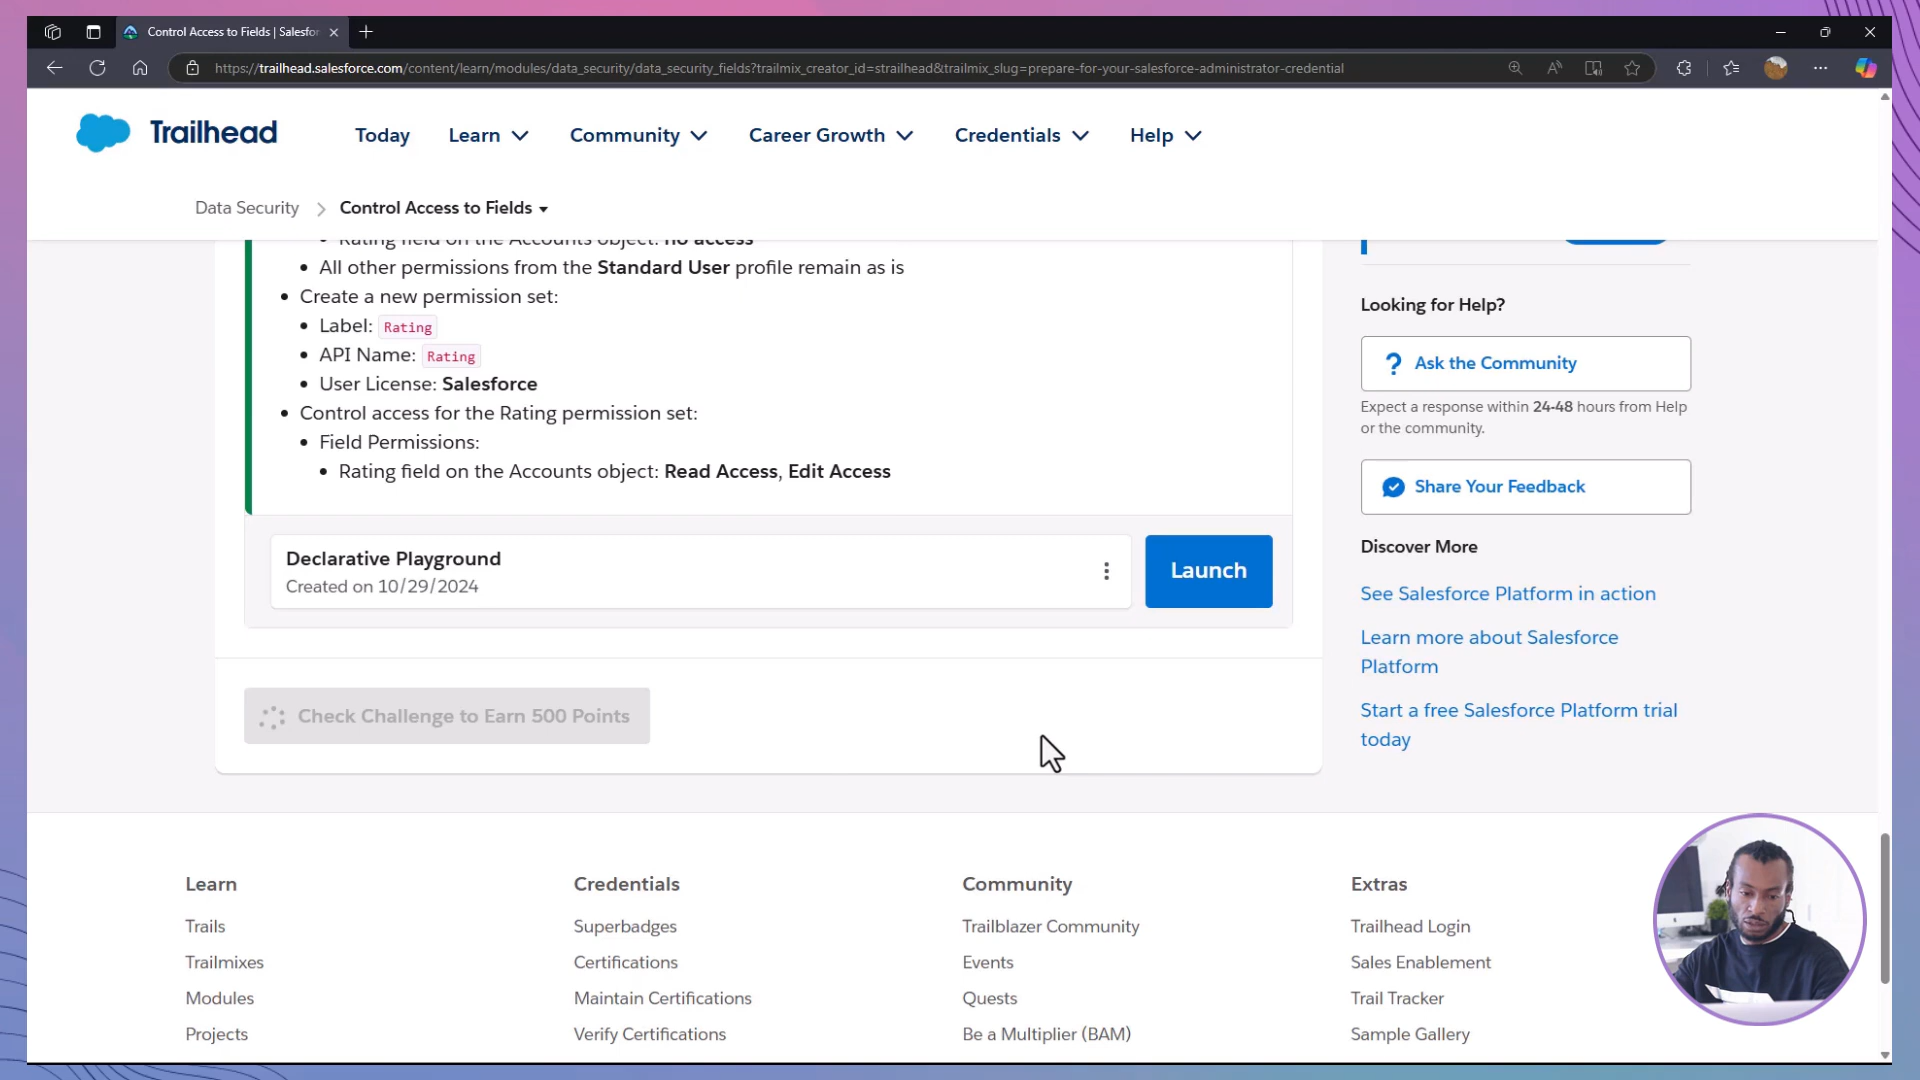 Control Access to Fields | Salesfor
https://trailhead.salesforce.com/content/learn/modules/data_security/data_security_fields?trailmix_creator_id=strailhead&trailmix_slug=prepare-for-your-salesforce-administrator-credential
Trailhead
Today
Learn
Community
Career Growth
Credentials
Help
Data Security
Control Access to Fields
Rating field on the Accounts object: no access
All other permissions from the Standard User profile remain as is
Create a new permission set:
Label: Rating
API Name: Rating
User License: Salesforce
Control access for the Rating permission set:
Field Permissions:
Rating field on the Accounts object: Read Access, Edit Access
Declarative Playground
Created on 10/29/2024
Launch
Check Challenge to Earn 500 Points
Looking for Help?
Ask the Community
Expect a response within 24-48 hours from Help
or the community.
Share Your Feedback
Discover More
See Salesforce Platform in action
Learn more about Salesforce
Platform
Start a free Salesforce Platform trial
today
Learn
Trails
Trailmixes
Modules
Projects
Credentials
Superbadges
Certifications
Maintain Certifications
Verify Certifications
Community
Trailblazer Community
Events
Quests
Be a Multiplier (BAM)
Extras
Trailhead Login
Sales Enablement
Trail Tracker
Sample Gallery